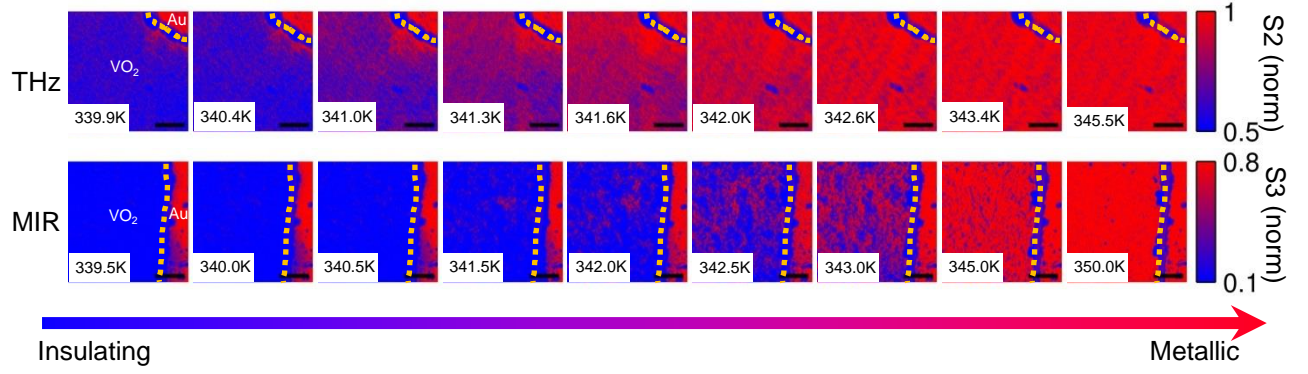 Au
VO2
THz
339.9K
340.4K
341.0K
341.3K
341.6K
342.0K
342.6K
343.4K
345.5K
1
S2 (norm)
0.5
VO2
Au
MIR
339.5K
340.0K
340.5K
341.5K
342.0K
342.5K
343.0K
345.0K
350.0K
0.8
S3 (norm)
0.1
Insulating
Metallic